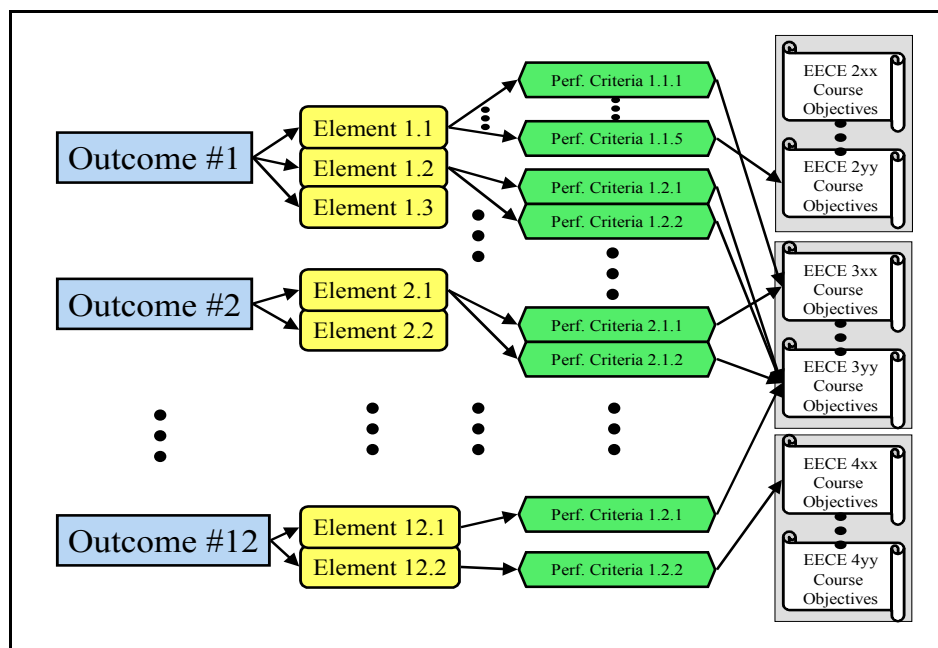 Outcome #1
Element 1.1
Element 1.2
Element 1.3
Perf. Criteria 1.1.1
Perf. Criteria 1.1.5
Perf. Criteria 1.2.1
Perf. Criteria 1.2.2
EECE 2xx
Course
Objectives
EECE 2yy
Course
Objectives
Outcome #2
Element 2.1
Element 2.2
Perf. Criteria 2.1.1
Perf. Criteria 2.1.2
EECE 3xx
Course
Objectives
EECE 3yy
Course
Objectives
Outcome #12
Element 12.1
Element 12.2
Perf. Criteria 1.2.1
Perf. Criteria 1.2.2
EECE 4xx
Course
Objectives
EECE 4yy
Course
Objectives